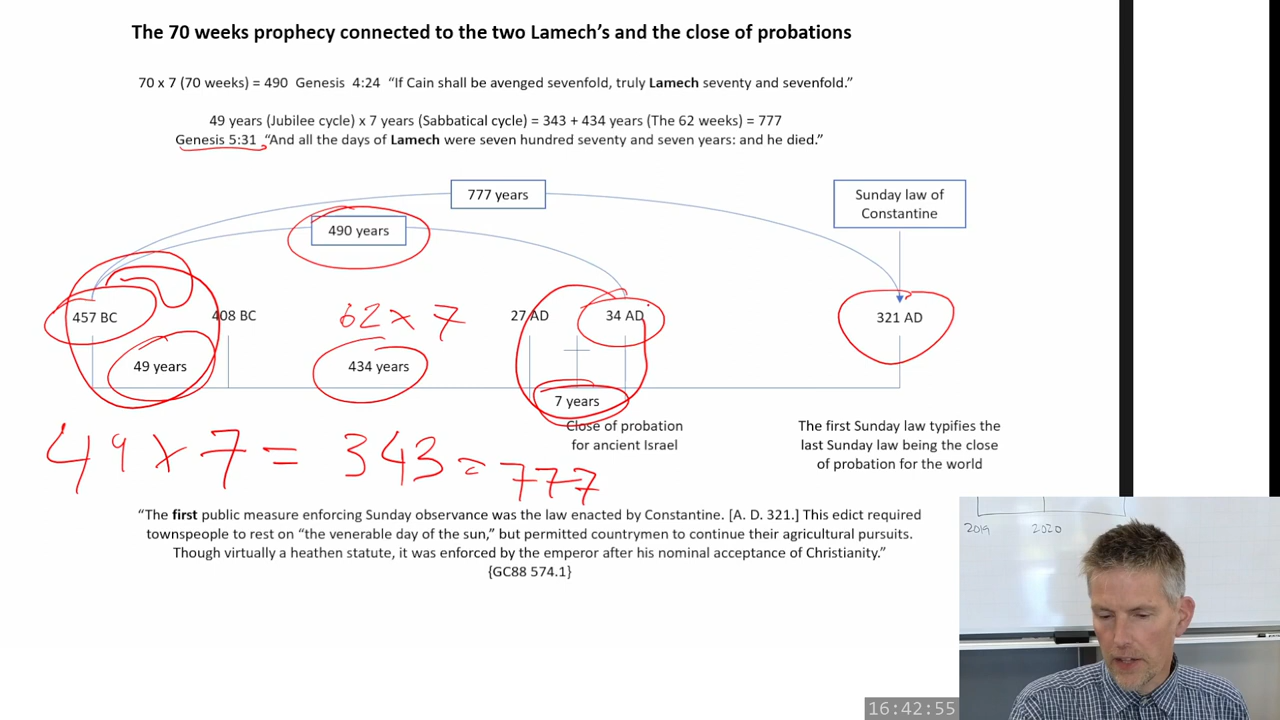 The 70 weeks prophecy connected to the two Lamech's and the close of probations
70 x 7 (70 weeks) = 490  Genesis  4:24  “If Cain shall be avenged sevenfold, truly Lamech seventy and sevenfold.”
49 years (Jubilee cycle) x 7 years (Sabbatical cycle) = 343 + 434 years (The 62 weeks) = 777
Genesis 5:31  “And all the days of Lamech were seven hundred seventy and seven years: and he died.”
777 years
Sunday law of
Constantine
490 years
457 BC
408 BC
62 x 7
27 AD
34 AD
321 AD
49 years
434 years
7 years
Close of probation
for ancient Israel
The first Sunday law typifies the
last Sunday law being the close
of probation for the world
49 x 7 = 343 = 777
“The first public measure enforcing Sunday observance was the law enacted by Constantine. [A. D. 321.] This edict required
townspeople to rest on “the venerable day of the sun,” but permitted countrymen to continue their agricultural pursuits.
Though virtually a heathen statute, it was enforced by the emperor after his nominal acceptance of Christianity.”
{GC88 574.1}
2019 2020
16:42:55